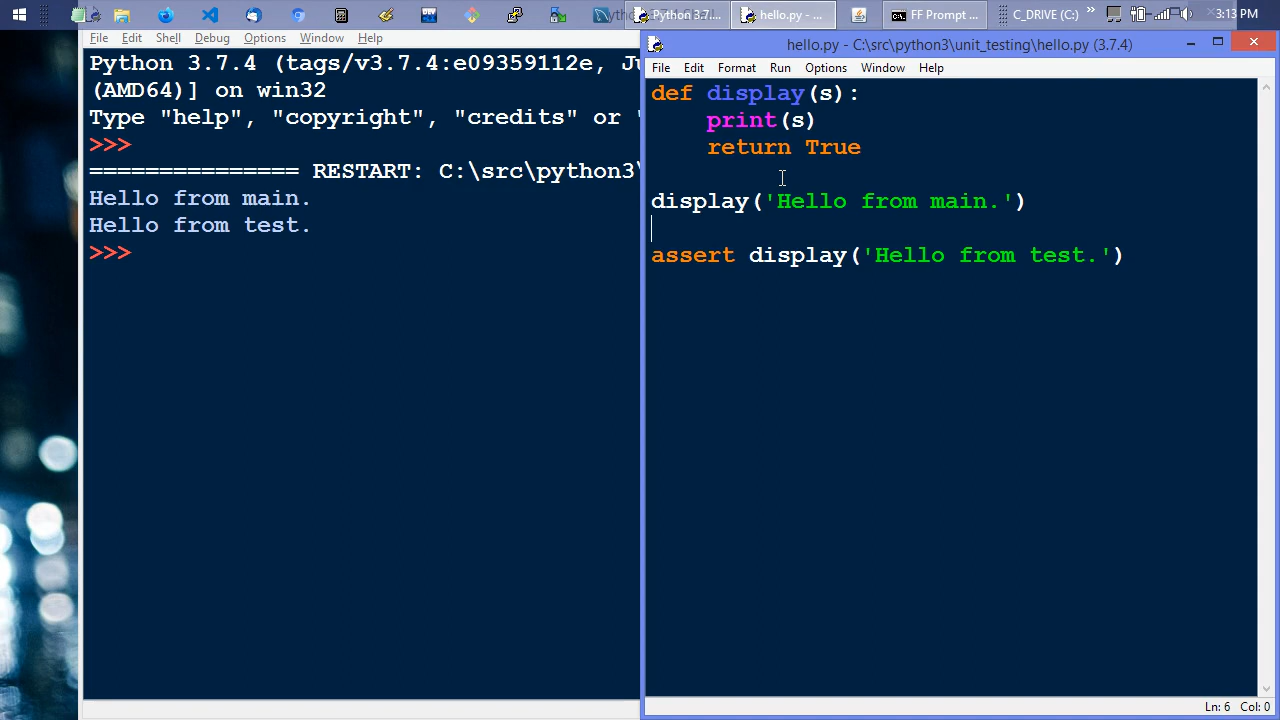 Python 3.7...
hello.py - ...
FF Prompt ...
C_DRIVE (C:)
3:13 PM
File Edit Shell Debug Options Window Help
Python 3.7.4 (tags/v3.7.4:e09359112e, Ju
(AMD64)] on win32
Type "help", "copyright", "credits" or "
>>>
=============== RESTART: C:\src\python3\
Hello from main.
Hello from test.
>>>
hello.py - C:\src\python3\unit_testing\hello.py (3.7.4)
File Edit Format Run Options Window Help
def display(s):
    print(s)
    return True
display('Hello from main.')
assert display('Hello from test.')
Ln: 6 Col: 0